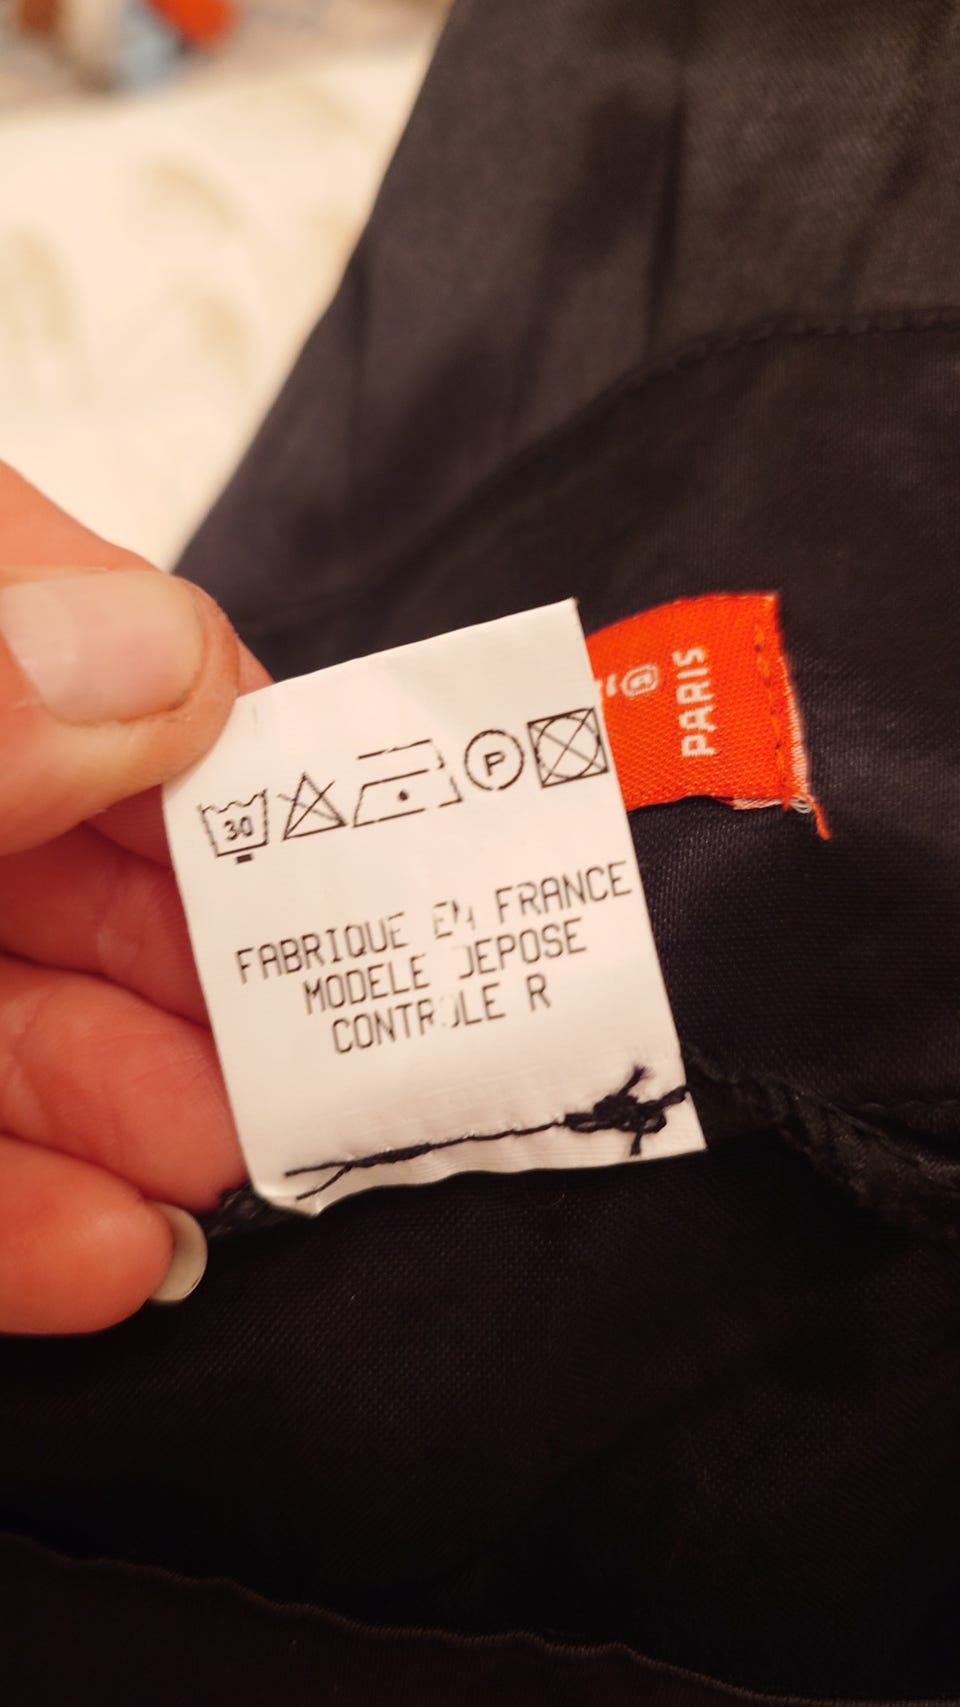 30
P
FABRIQUE EN FRANCE
MODELE DEPOSE
CONTROLE R
"®
PARIS